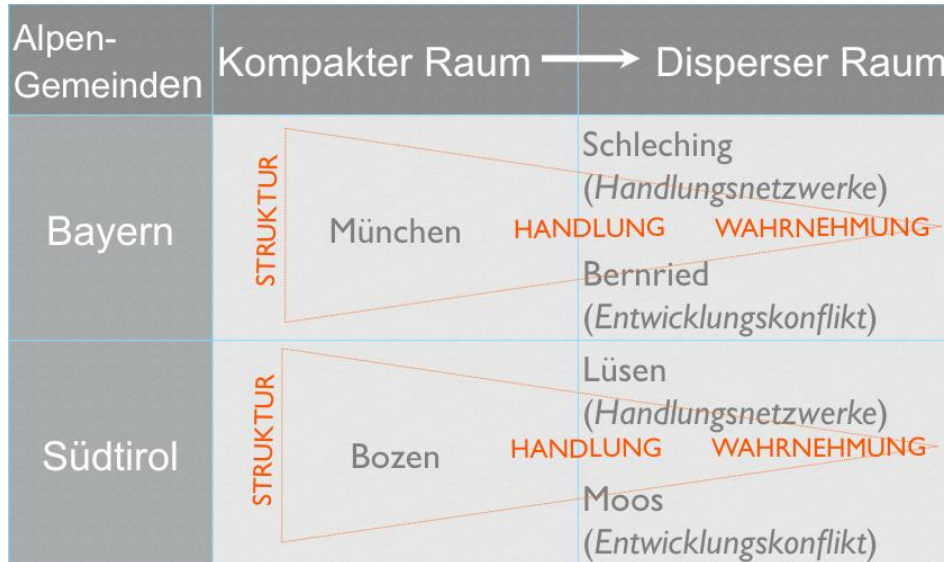 Alpen-
Gemeinden
Kompakter Raum → Disperser Raum
Bayern
STRUKTUR
München
HANDLUNG
WAHRNEHMUNG
Schleching
(Handlungsnetzwerke)
Bernried
(Entwicklungskonflikt)
Südtirol
STRUKTUR
Bozen
HANDLUNG
WAHRNEHMUNG
Lüsen
(Handlungsnetzwerke)
Moos
(Entwicklungskonflikt)